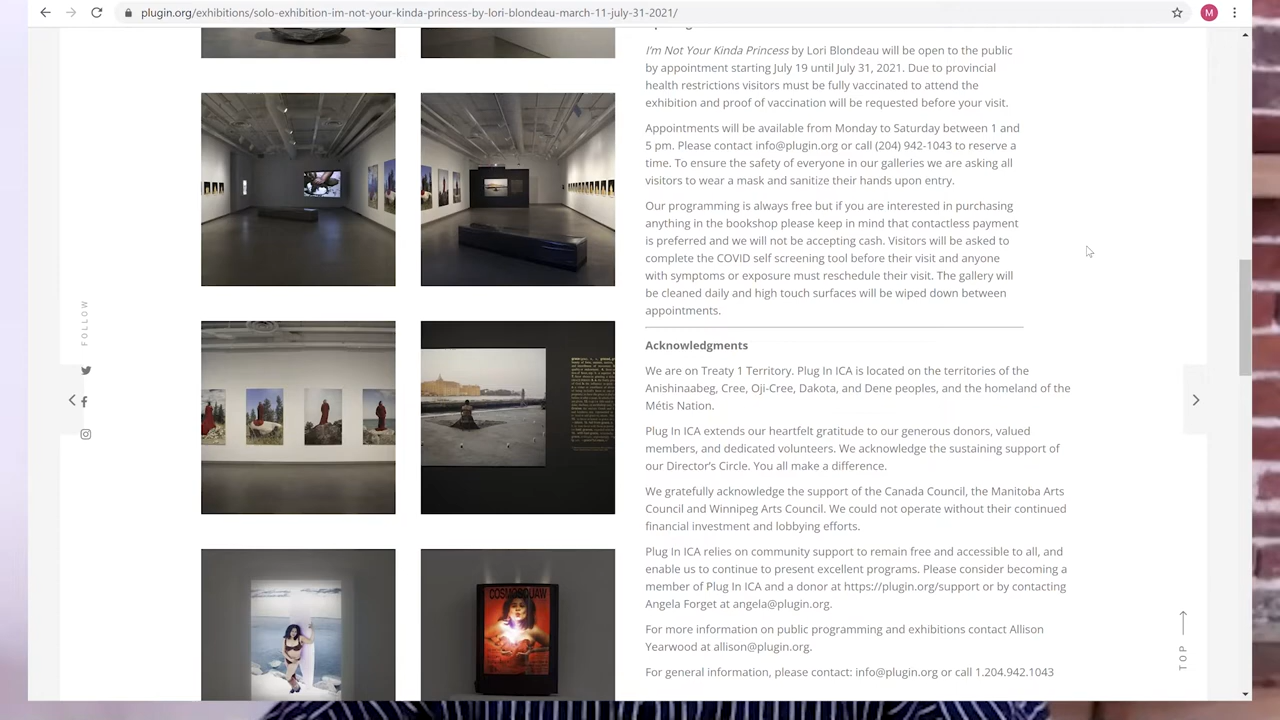 plugin.org/exhibitions/solo-exhibition-im-not-your-kinda-princess-by-lori-blondeau-march-11-july-31-2021/
M
I'm Not Your Kinda Princess by Lori Blondeau will be open to the public
by appointment starting July 19 until July 31, 2021. Due to provincial
health restrictions visitors must be fully vaccinated to attend the
exhibition and proof of vaccination will be requested before your visit.
Appointments will be available from Monday to Saturday between 1 and
5 pm. Please contact info@plugin.org or call (204) 942-1043 to reserve a
time. To ensure the safety of everyone in our galleries we are asking all
visitors to wear a mask and sanitize their hands upon entry.
Our programming is always free but if you are interested in purchasing
anything in the bookshop please keep in mind that contactless payment
is preferred and we will not be accepting cash. Visitors will be asked to
complete the COVID self screening tool before their visit and anyone
with symptoms or exposure must reschedule their visit. The gallery will
be cleaned daily and high touch surfaces will be wiped down between
appointments.
FOLLOW
Acknowledgments
We are on Treaty 1 Territory. Plug In ICA is located on the territories of the
Anishinaabeg, Cree, Oji-Cree, Dakota, and Dene peoples and the homeland of the
Métis Nation.
Plug In ICA extends our heartfelt gratitude to our generous donors, valued
members, and dedicated volunteers. We acknowledge the sustaining support of
our Director's Circle. You all make a difference.
We gratefully acknowledge the support of the Canada Council, the Manitoba Arts
Council and Winnipeg Arts Council. We could not operate without their continued
financial investment and lobbying efforts.
Plug In ICA relies on community support to remain free and accessible to all, and
enable us to continue to present excellent programs. Please consider becoming a
member of Plug In ICA and a donor at https://plugin.org/support or by contacting
Angela Forget at angela@plugin.org.
COSMOSQUAW
For more information on public programming and exhibitions contact Allison
Yearwood at allison@plugin.org.
For general information, please contact: info@plugin.org or call 1.204.942.1043
TOP